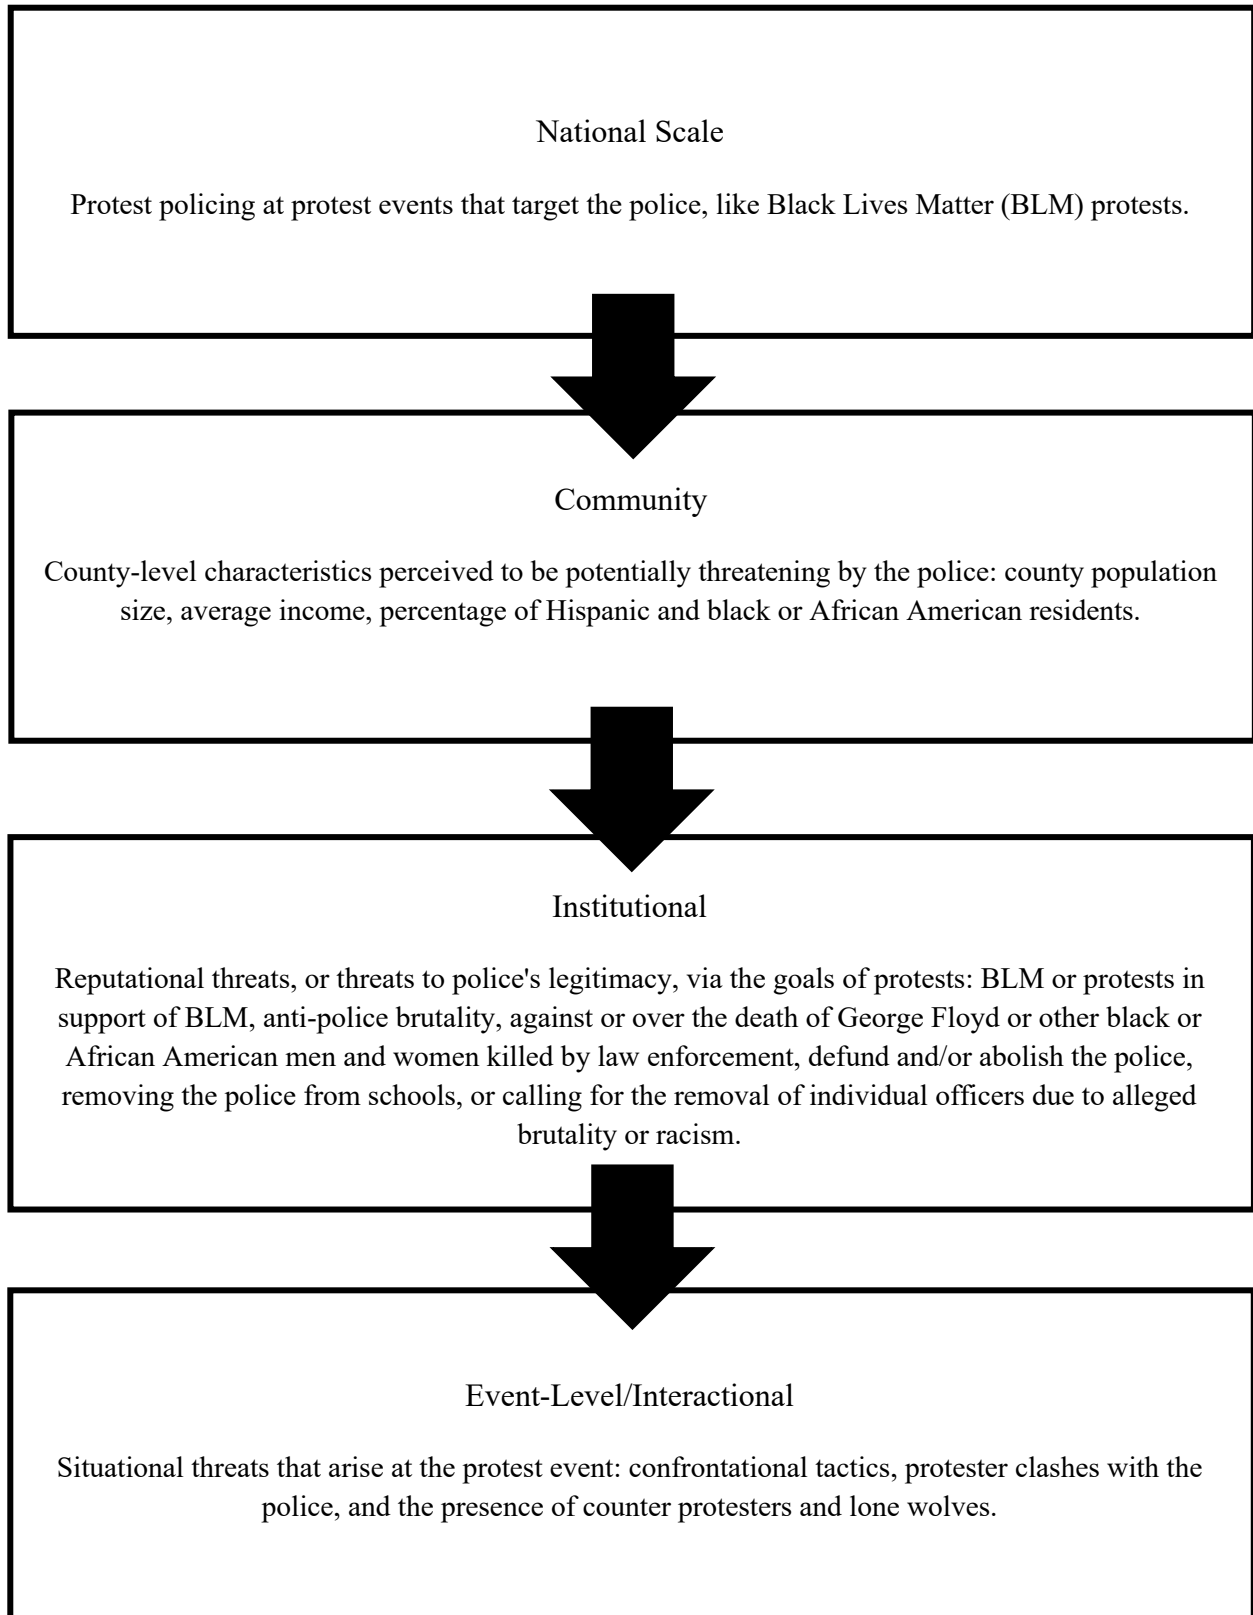 National Scale
Protest policing at protest events that target the police, like Black Lives Matter (BLM) protests.
Community
County-level characteristics perceived to be potentially threatening by the police: county population
size, average income, percentage of Hispanic and black or African American residents.
Institutional
Reputational threats, or threats to police's legitimacy, via the goals of protests: BLM or protests in
support of BLM, anti-police brutality, against or over the death of George Floyd or other black or
African American men and women killed by law enforcement, defund and/or abolish the police,
removing the police from schools, or calling for the removal of individual officers due to alleged
brutality or racism.
Event-Level/Interactional
Situational threats that arise at the protest event: confrontational tactics, protester clashes with the
police, and the presence of counter protesters and lone wolves.